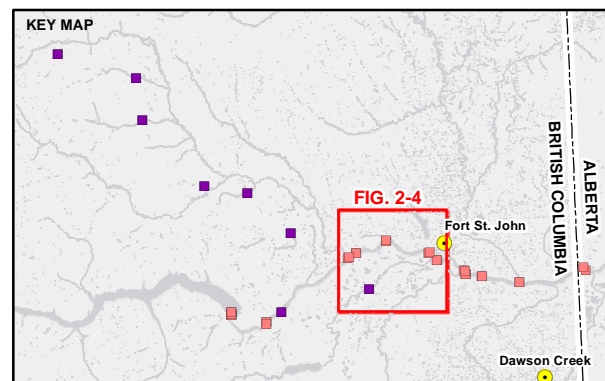 KEY MAP
FIG. 2-4
Fort St. John
BRITISH COLUMBIA
ALBERTA
Dawson Creek